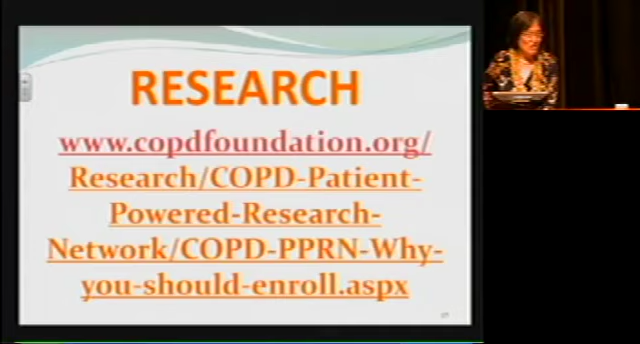 RESEARCH
www.copdfoundation.org/
Research/COPD-Patient-
Powered-Research-
Network/COPD-PPRN-Why-
you-should-enroll.aspx